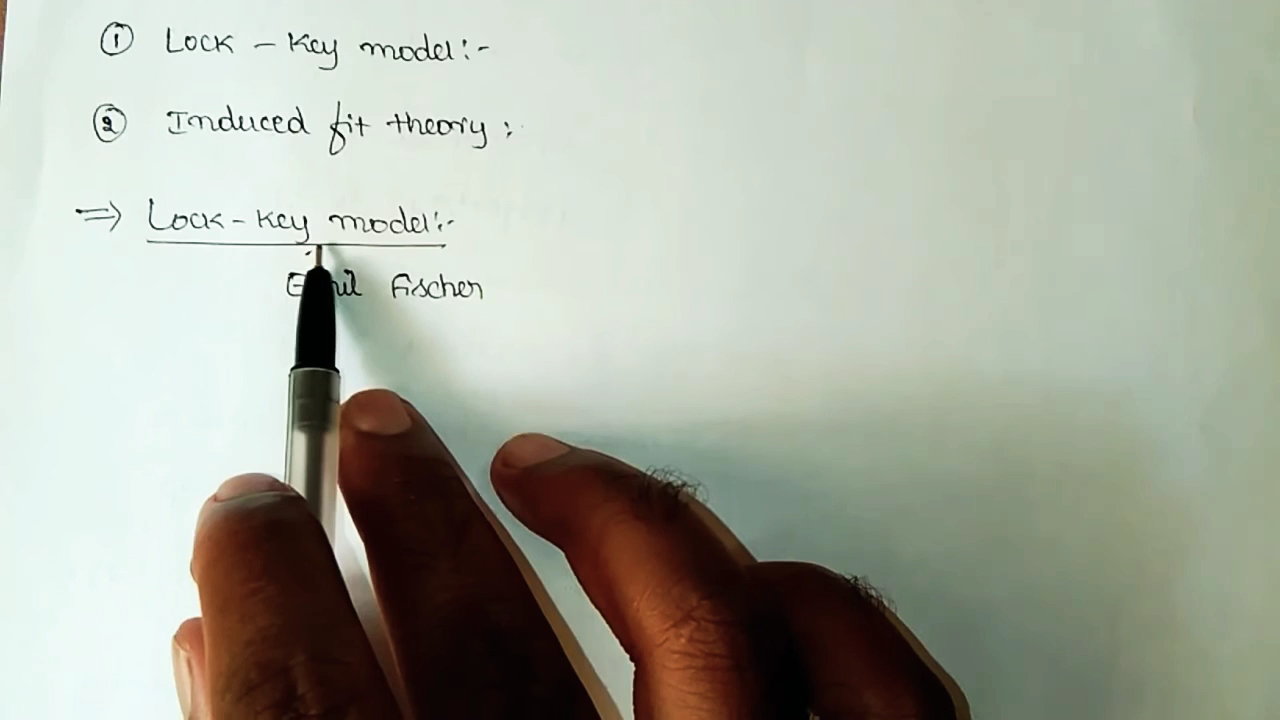 ① Lock - Key model:-
② Induced fit theory:
⇒ Lock - Key model:-
Fischer